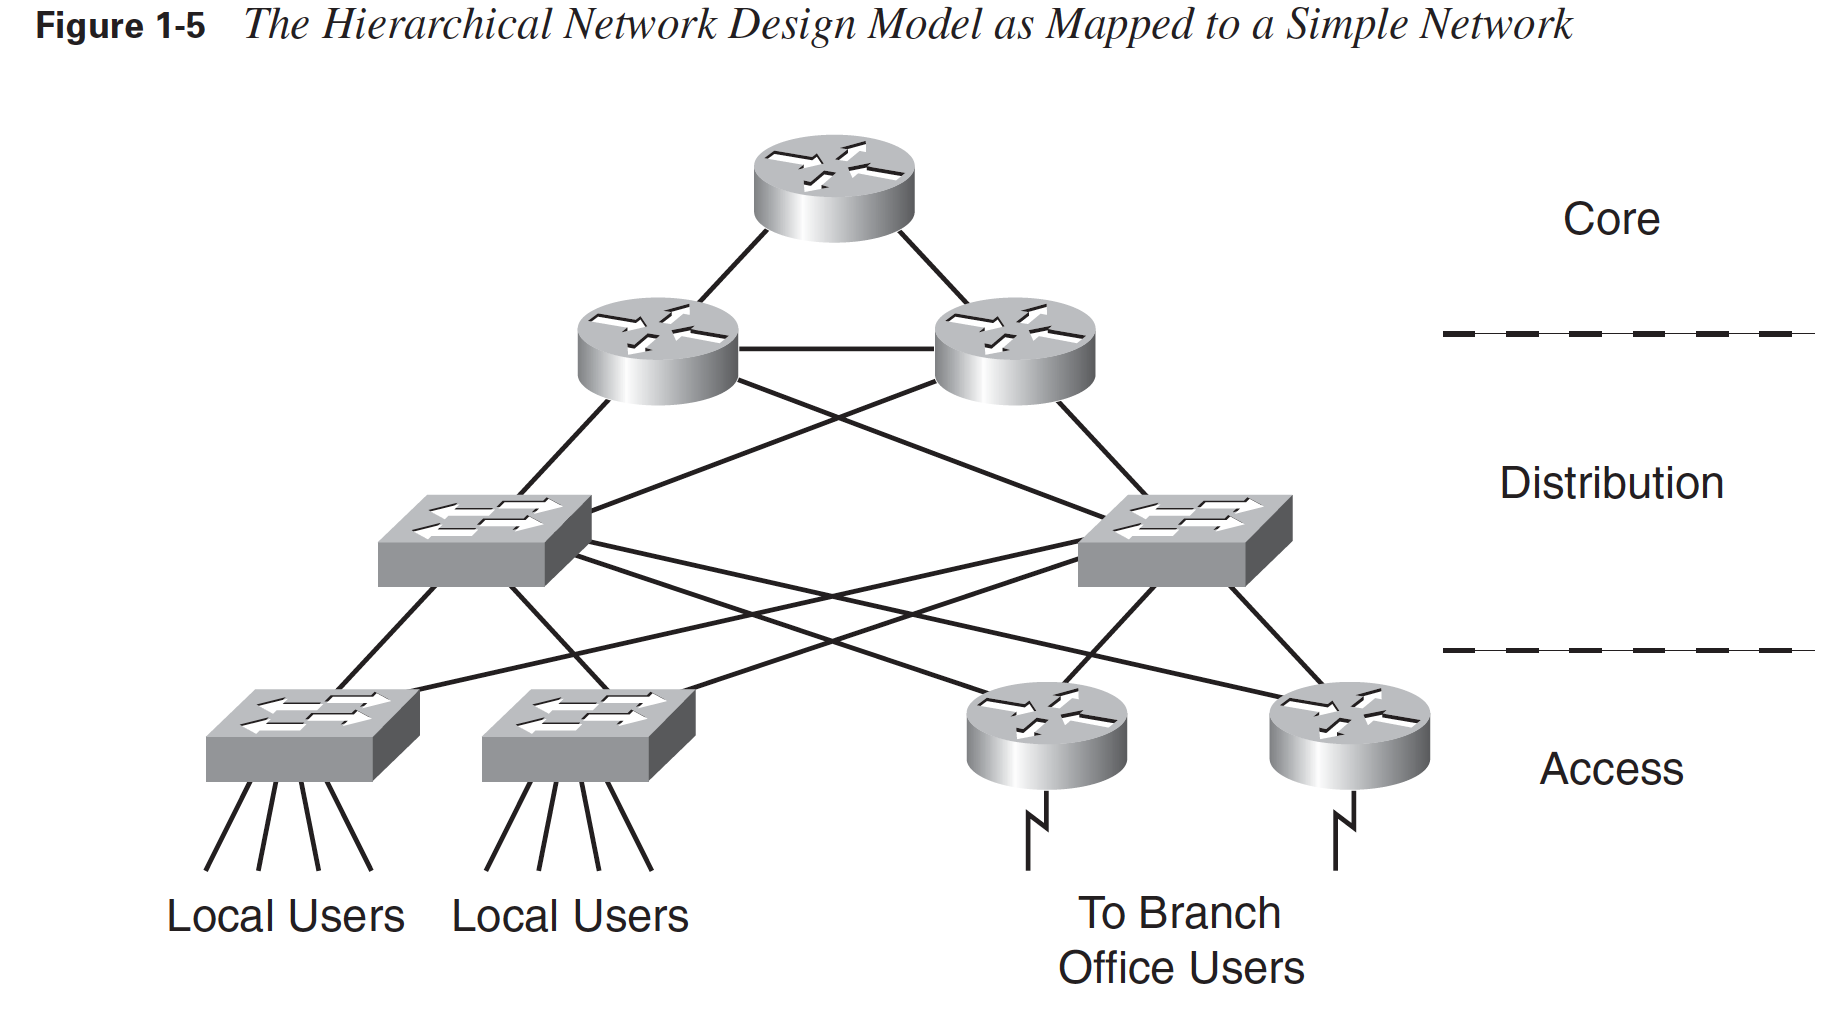 Figure 1-5 The Hierarchical Network Design Model as Mapped to a Simple Network
Core
Distribution
Access
Local Users
Local Users
To Branch
Office Users